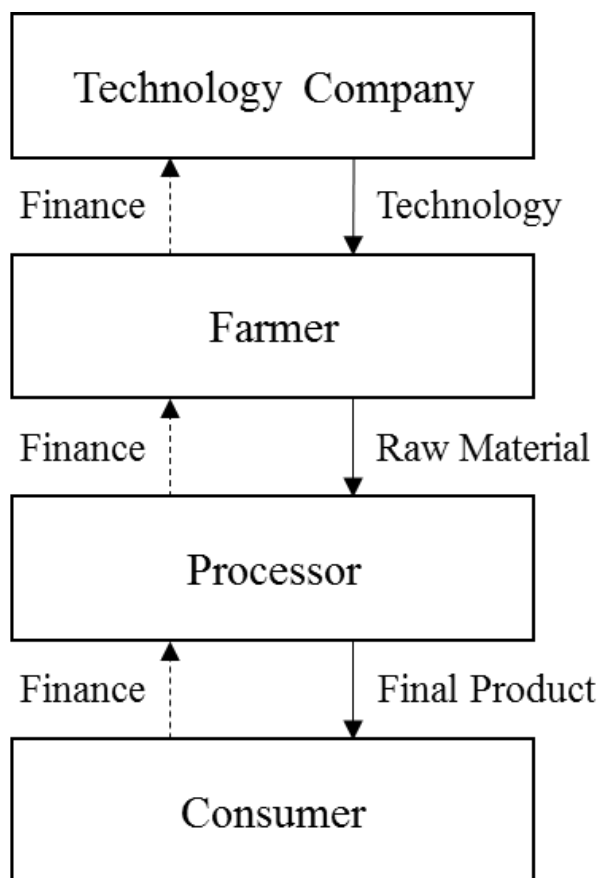 Technology Company
Finance
Technology
Farmer
Finance
Raw Material
Processor
Finance
Final Product
Consumer